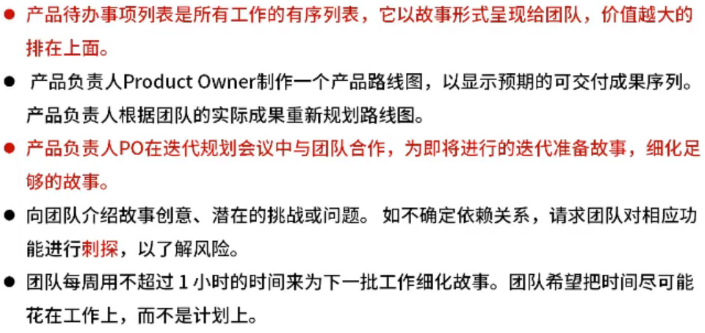 ● 产品待办事项列表是所有工作的有序列表，它以故事形式呈现给团队，价值越大的
排在上面。
● 产品负责人Product Owner制作一个产品路线图，以显示预期的可交付成果序列。
产品负责人根据团队的实际成果重新规划路线图。
● 产品负责人PO在迭代规划会议中与团队合作，为即将进行的迭代准备故事，细化足
够的故事。
● 向团队介绍故事创意、潜在的挑战或问题。 如不确定依赖关系，请求团队对相应功
能进行刺探，以了解风险。
● 团队每周用不超过 1 小时的时间来为下一批工作细化故事。团队希望把时间尽可能
花在工作上，而不是计划上。